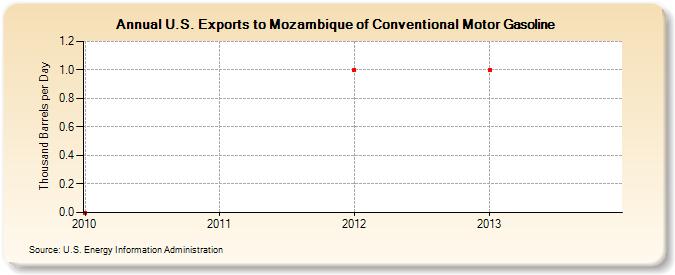 Annual U.S. Exports to Mozambique of Conventional Motor Gasoline
Thousand Barrels per Day
1.2
1.0
0.8
0.6
0.4
0.2
0.0
2010 2011 2012 2013
Source: U.S. Energy Information Administration